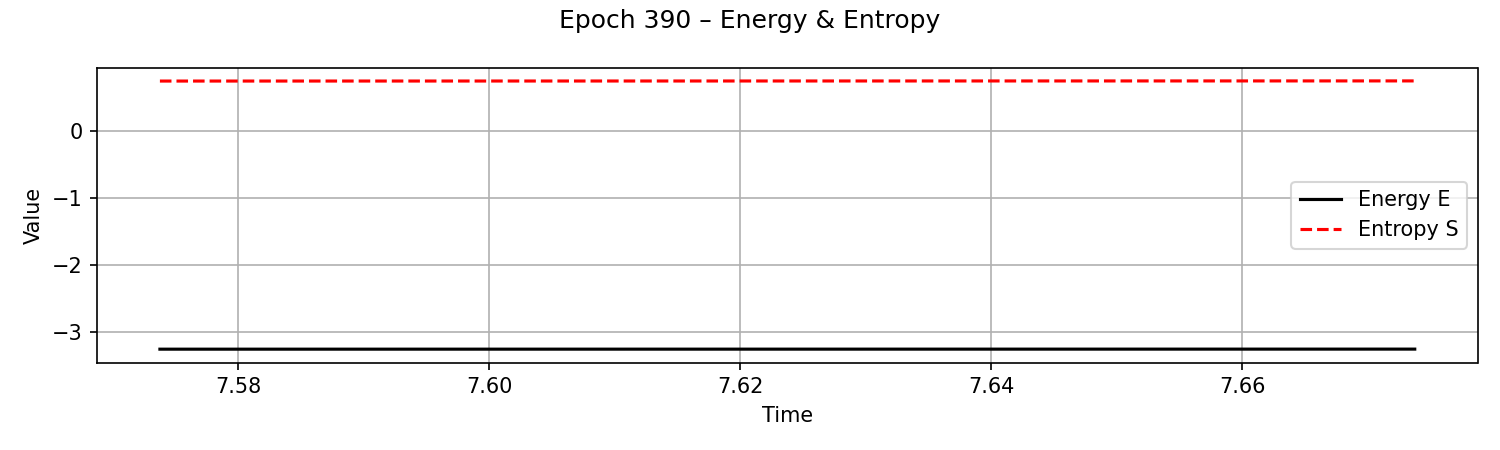 Epoch 390 – Energy & Entropy
Value
0
−1
−2
−3
Energy E
Entropy S
7.58
7.60
7.62
7.64
7.66
Time